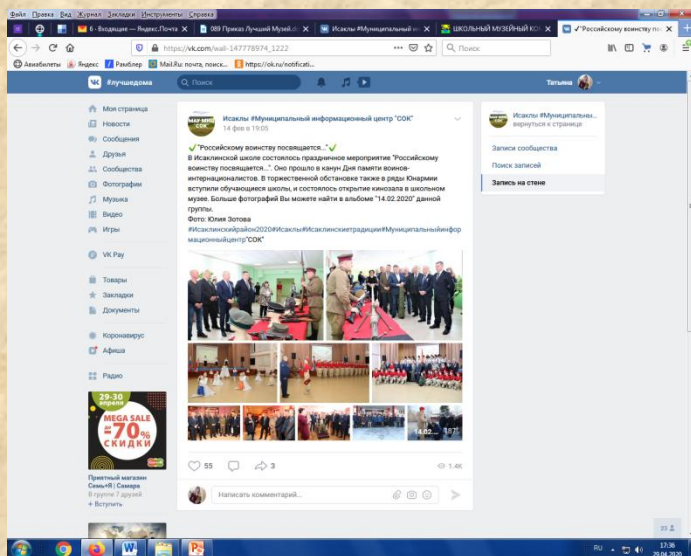 Файл Правка Вид Журнал Закладки Инструменты Справка
6 · Входящие — Яндекс.Почта
089 Приказ Лучший Музей
Исаклы #Муниципальный
ШКОЛЬНЫЙ МУЗЕЙНЫЙ
"Российскому воинству
https://vk.com/wall-147778974_1222
Поиск
Авиабилеты Яндекс Рамблер Mail.Ru: почта, поиск... https://ok.ru/notificati...
#лучшедома
Поиск
Татьяна
Моя страница
Новости
Сообщения
Друзья
Сообщества
Фотографии
Музыка
Видео
Игры
VK Pay
Товары
Закладки
Документы
Коронавирус
Афиша
Радио
29-30
апреля
MEGA SALE
до -70%
СКИДКИ
Приятный магазин
Семь+Я | Самара
В группе 7 друзей
+ Вступить
Исаклы #Муниципальный информационный центр "СОК"
14 фев в 19:05
✓"Российскому воинству посвящается..."✓
В Исаклинской школе состоялось праздничное мероприятие "Российскому
воинству посвящается...". Оно прошло в канун Дня памяти воинов-
интернационалистов. В торжественной обстановке также в ряды Юнармии
вступили обучающиеся школы, и состоялось открытие кинозала в школьном
музее. Больше фотографий Вы можете найти в альбоме "14.02.2020" данной
группы.
Фото: Юлия Зотова
#Исаклинскийрайон2020#Исаклы#Исаклинскиетрадиции#Муниципальныйинфор
мационныйцентр"СОК"
14.02.... 187
55
3
1.4K
Написать комментарий...
Исаклы #Муниципальны...
вернуться к странице
Записи сообщества
Поиск записей
Запись на стене
33
RU
17:36
29.04.2020